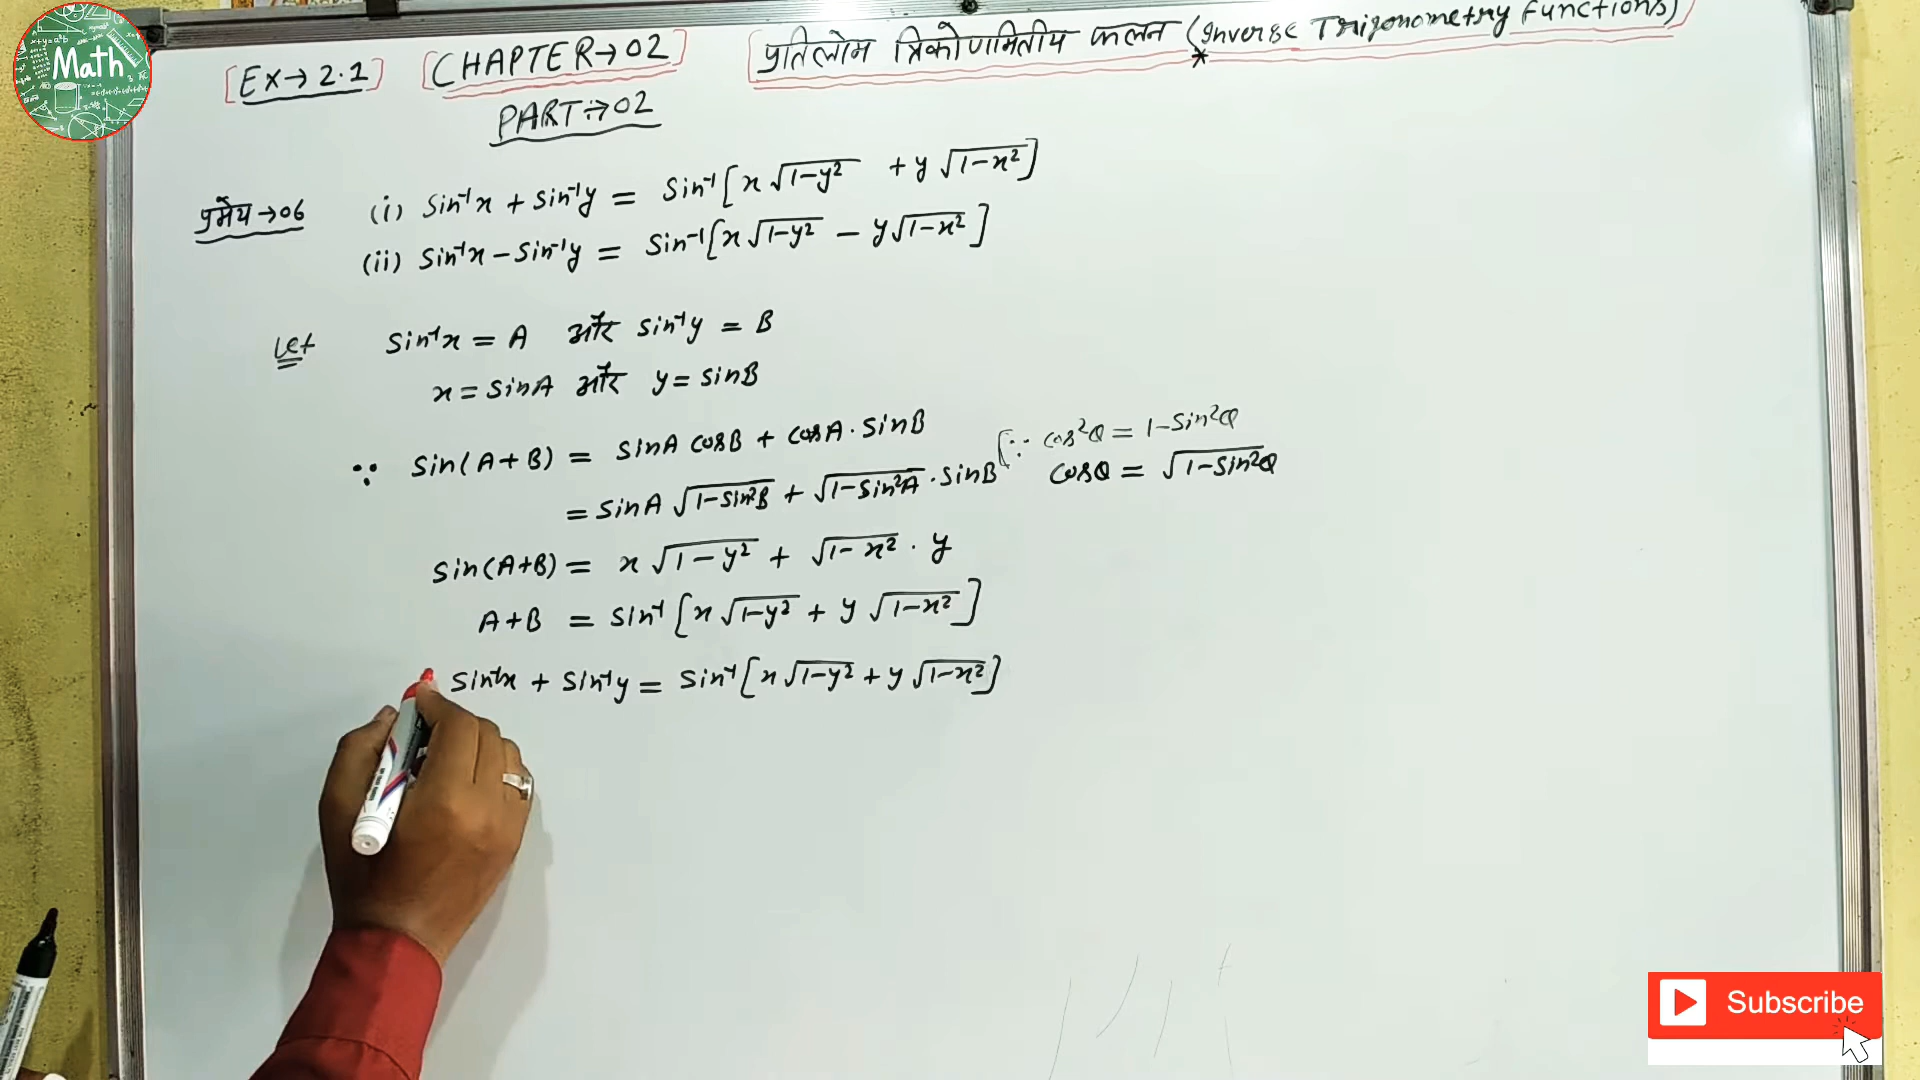 Math
[EX→2.1] [CHAPTER→02] [प्रतिलोम त्रिकोणमितीय फलन (Inverse Trigonometry Functions)]
PART÷→02
प्रमेय→06 (i) Sin⁻¹x + Sin⁻¹y = Sin⁻¹[x√(1-y²) + y√(1-x²)]
(ii) Sin⁻¹x - Sin⁻¹y = Sin⁻¹[x√(1-y²) - y√(1-x²)]
Let Sin⁻¹x = A और Sin⁻¹y = B
x = SinA और y = SinB
∵ Sin(A+B) = SinA cosB + cosA·SinB [∵ cos²θ = 1-Sin²θ
= SinA √(1-Sin²B) + √(1-Sin²A)·SinB cosθ = √(1-Sin²θ)
Sin(A+B) = x√(1-y²) + √(1-x²)·y
A+B = Sin⁻¹[x√(1-y²) + y√(1-x²)]
Sin⁻¹x + Sin⁻¹y = Sin⁻¹[x√(1-y²) + y√(1-x²)]
Subscribe